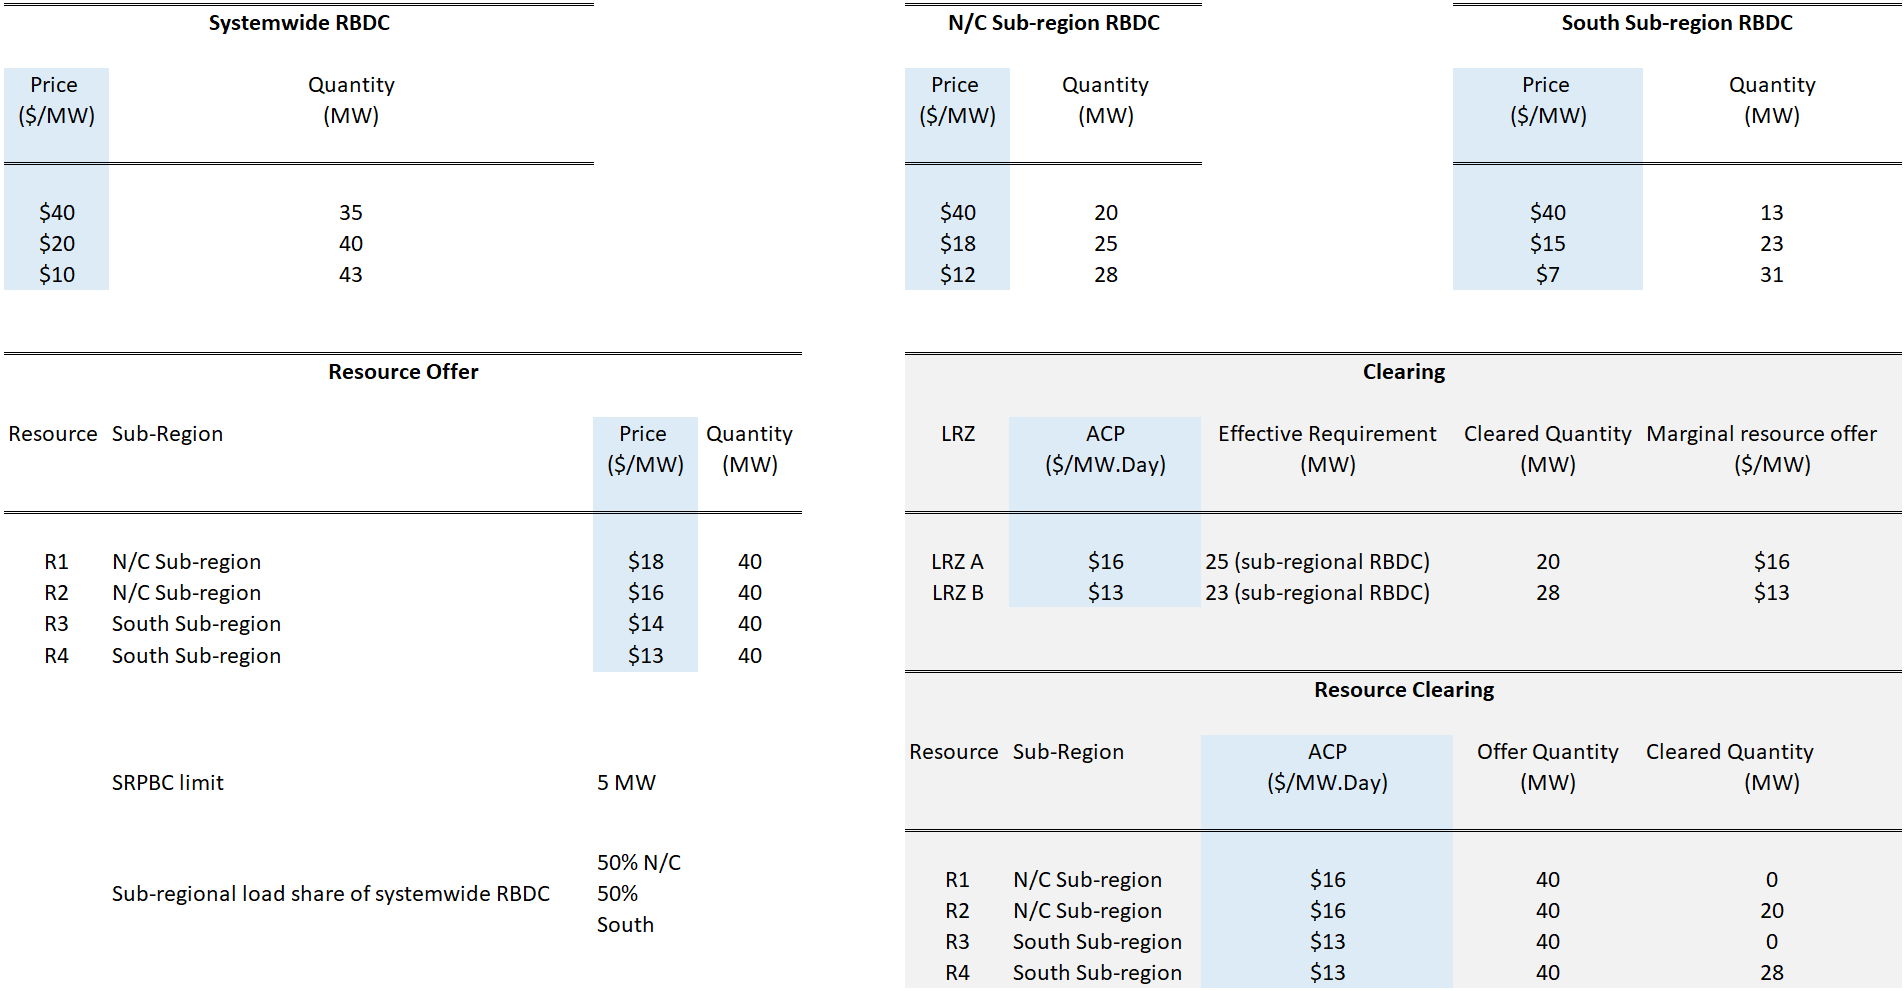 Systemwide RBDC
Price Quantity
($/MW) (MW)
$40 35
$20 40
$10 43
N/C Sub-region RBDC
Price Quantity
($/MW) (MW)
$40 20
$18 25
$12 28
South Sub-region RBDC
Price Quantity
($/MW) (MW)
$40 13
$15 23
$7 31
Resource Offer
Resource Sub-Region Price Quantity
($/MW) (MW)
R1 N/C Sub-region $18 40
R2 N/C Sub-region $16 40
R3 South Sub-region $14 40
R4 South Sub-region $13 40
SRPBC limit 5 MW
50% N/C
Sub-regional load share of systemwide RBDC 50%
South
Clearing
LRZ ACP Effective Requirement Cleared Quantity Marginal resource offer
($/MW.Day) (MW) (MW) ($/MW)
LRZ A $16 25 (sub-regional RBDC) 20 $16
LRZ B $13 23 (sub-regional RBDC) 28 $13
Resource Clearing
Resource Sub-Region ACP Offer Quantity Cleared Quantity
($/MW.Day) (MW) (MW)
R1 N/C Sub-region $16 40 0
R2 N/C Sub-region $16 40 20
R3 South Sub-region $13 40 0
R4 South Sub-region $13 40 28